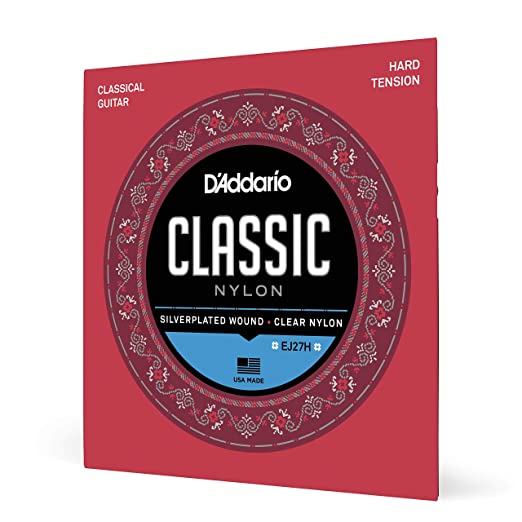 CLASSICAL
GUITAR
HARD
TENSION
D'Addario
CLASSIC
NYLON
SILVERPLATED WOUND • CLEAR NYLON
EJ27H
USA MADE